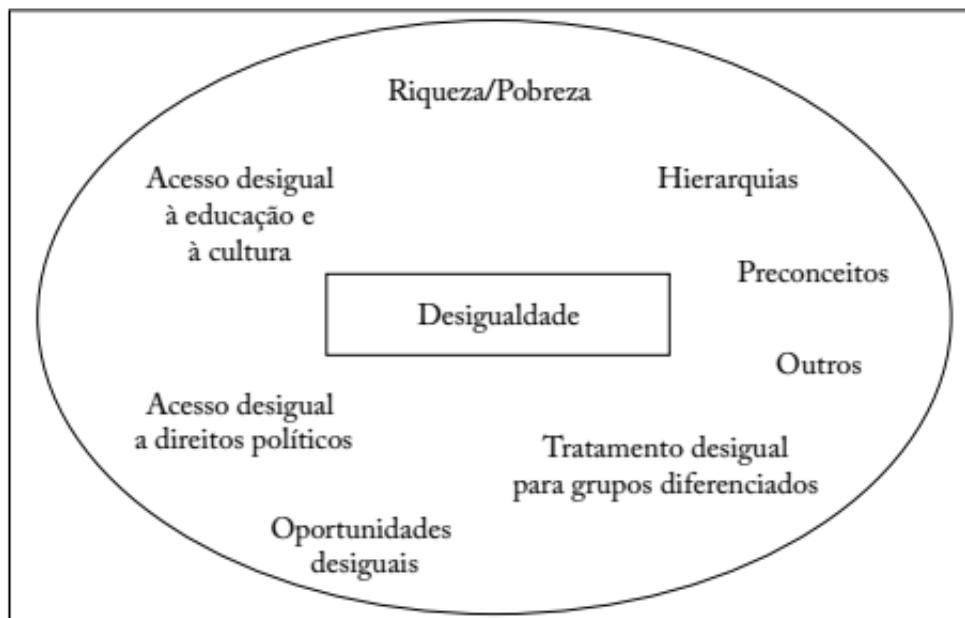 Riqueza/Pobreza
Acesso desigual
à educação e
à cultura
Hierarquias
Preconceitos
Desigualdade
Outros
Acesso desigual
a direitos políticos
Tratamento desigual
para grupos diferenciados
Oportunidades
desiguais